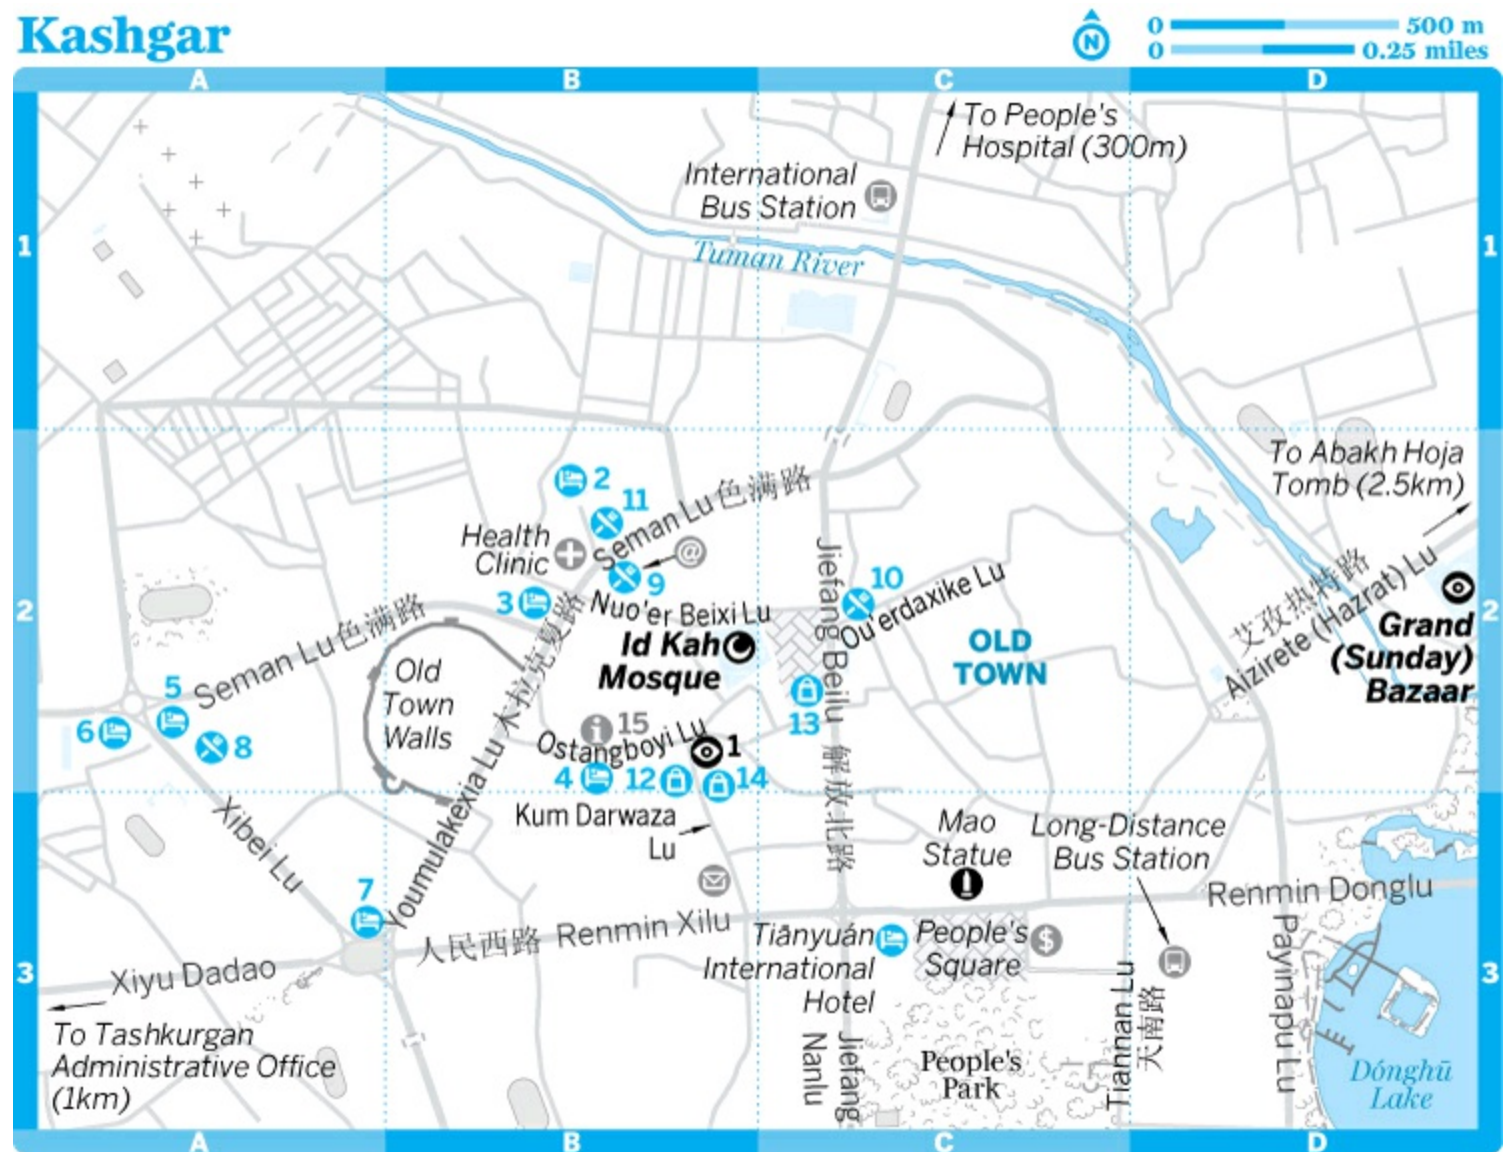 Kashgar
N
0 500 m
0 0.25 miles
A B C D
To People's
Hospital (300m)
International
Bus Station
1 1
Tuman River
To Abakh Hoja
Tomb (2.5km)
2
11
Seman Lu 色满路
Health
Clinic
@
9
3
Nuo'er Beixi Lu
10
Ou'erdaxike Lu
艾孜热特路
Aizirete (Hazrat) Lu
2 2
Id Kah
Mosque
OLD
TOWN
Grand
(Sunday)
Bazaar
Seman Lu 色满路
Old
Town
Walls
5
6
8
Youmulakexia Lu 木拉克夏路
15
Ostangboyi Lu
1
13
Jiefang Beilu 解放北路
4
12
14
Kum Darwaza
Lu
Xibei Lu
Mao
Statue
Long-Distance
Bus Station
7
Renmin Donglu
人民西路 Renmin Xilu
Tiānyuán
International
Hotel
People's
Square
$
Xiyu Dadao
3 3
To Tashkurgan
Administrative Office
(1km)
Jiefang
Nanlu
People's
Park
Tiannan Lu
天南路
Payinapu Lu
Dónghū
Lake
A B C D